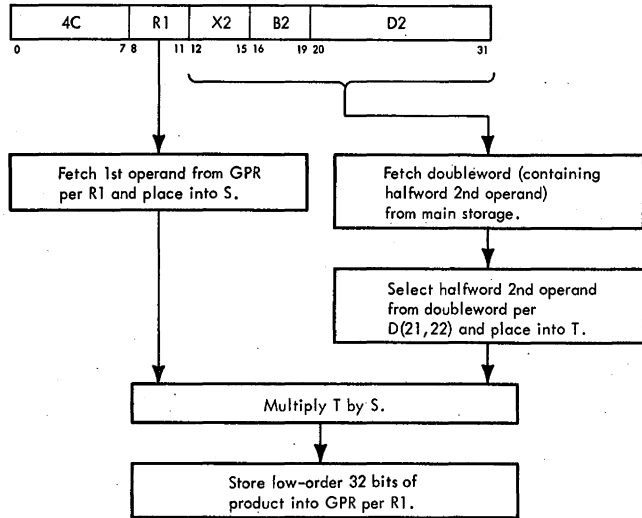 4C R1 X2 B2 D2
0 7 8 11 12 15 16 19 20 31
Fetch 1st operand from GPR
per R1 and place into S.
Fetch doubleword (containing
halfword 2nd operand)
from main storage.
Select halfword 2nd operand
from doubleword per
D(21,22) and place into T.
Multiply T by S.
Store low-order 32 bits of
product into GPR per R1.